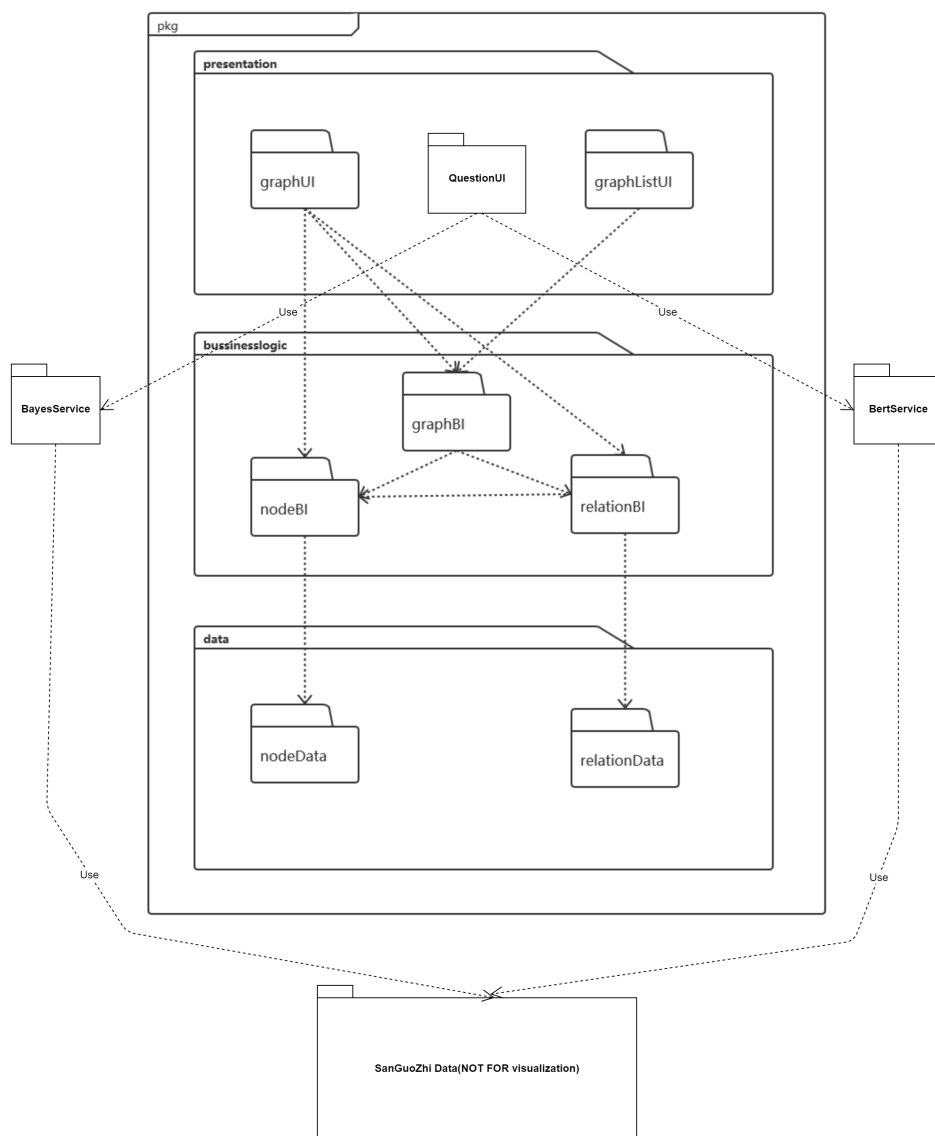 pkg
presentation
graphUI
QuestionUI
graphListUI
Use
Use
bussinesslogic
BayesService
graphBI
BertService
nodeBI
relationBI
data
nodeData
relationData
Use
Use
SanGuoZhi Data(NOT FOR visualization)